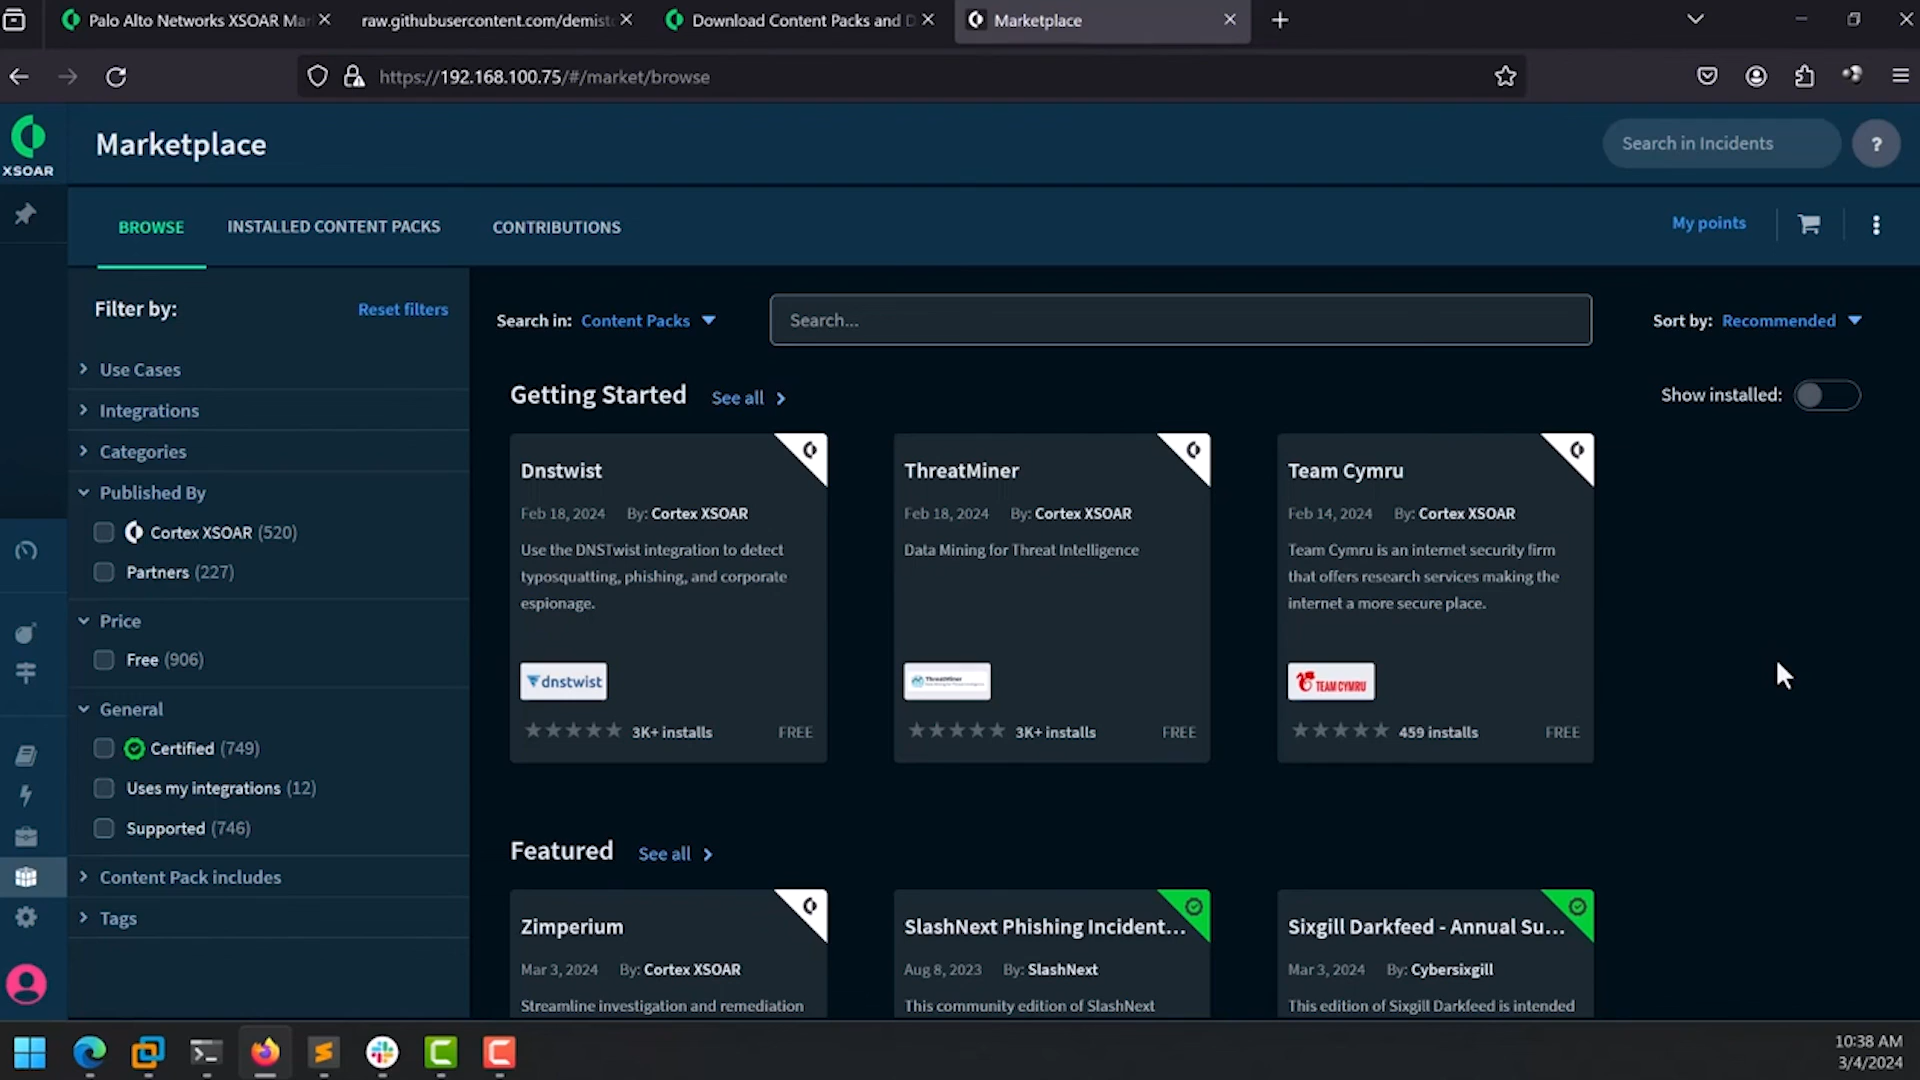 Palo Alto Networks XSOAR Mar
raw.githubusercontent.com/demist
Download Content Packs and D
Marketplace
https://192.168.100.75/#/market/browse
XSOAR
Marketplace
Search in Incidents
?
BROWSE
INSTALLED CONTENT PACKS
CONTRIBUTIONS
My points
Filter by:
Reset filters
Use Cases
Integrations
Categories
Published By
Cortex XSOAR (520)
Partners (227)
Price
Free (906)
General
Certified (749)
Uses my integrations (12)
Supported (746)
Content Pack includes
Tags
Search in: Content Packs
Search...
Sort by: Recommended
Getting Started
See all
Show installed:
Dnstwist
Feb 18, 2024 By: Cortex XSOAR
Use the DNSTwist integration to detect
typosquatting, phishing, and corporate
espionage.
dnstwist
3K+ installs
FREE
ThreatMiner
Feb 18, 2024 By: Cortex XSOAR
Data Mining for Threat Intelligence
ThreatMiner
3K+ installs
FREE
Team Cymru
Feb 14, 2024 By: Cortex XSOAR
Team Cymru is an internet security firm
that offers research services making the
internet a more secure place.
TEAM CYMRU
459 installs
FREE
Featured
See all
Zimperium
Mar 3, 2024 By: Cortex XSOAR
Streamline investigation and remediation
SlashNext Phishing Incident...
Aug 8, 2023 By: SlashNext
This community edition of SlashNext
Sixgill Darkfeed - Annual Su...
Mar 3, 2024 By: Cybersixgill
This edition of Sixgill Darkfeed is intended
10:38 AM
3/4/2024